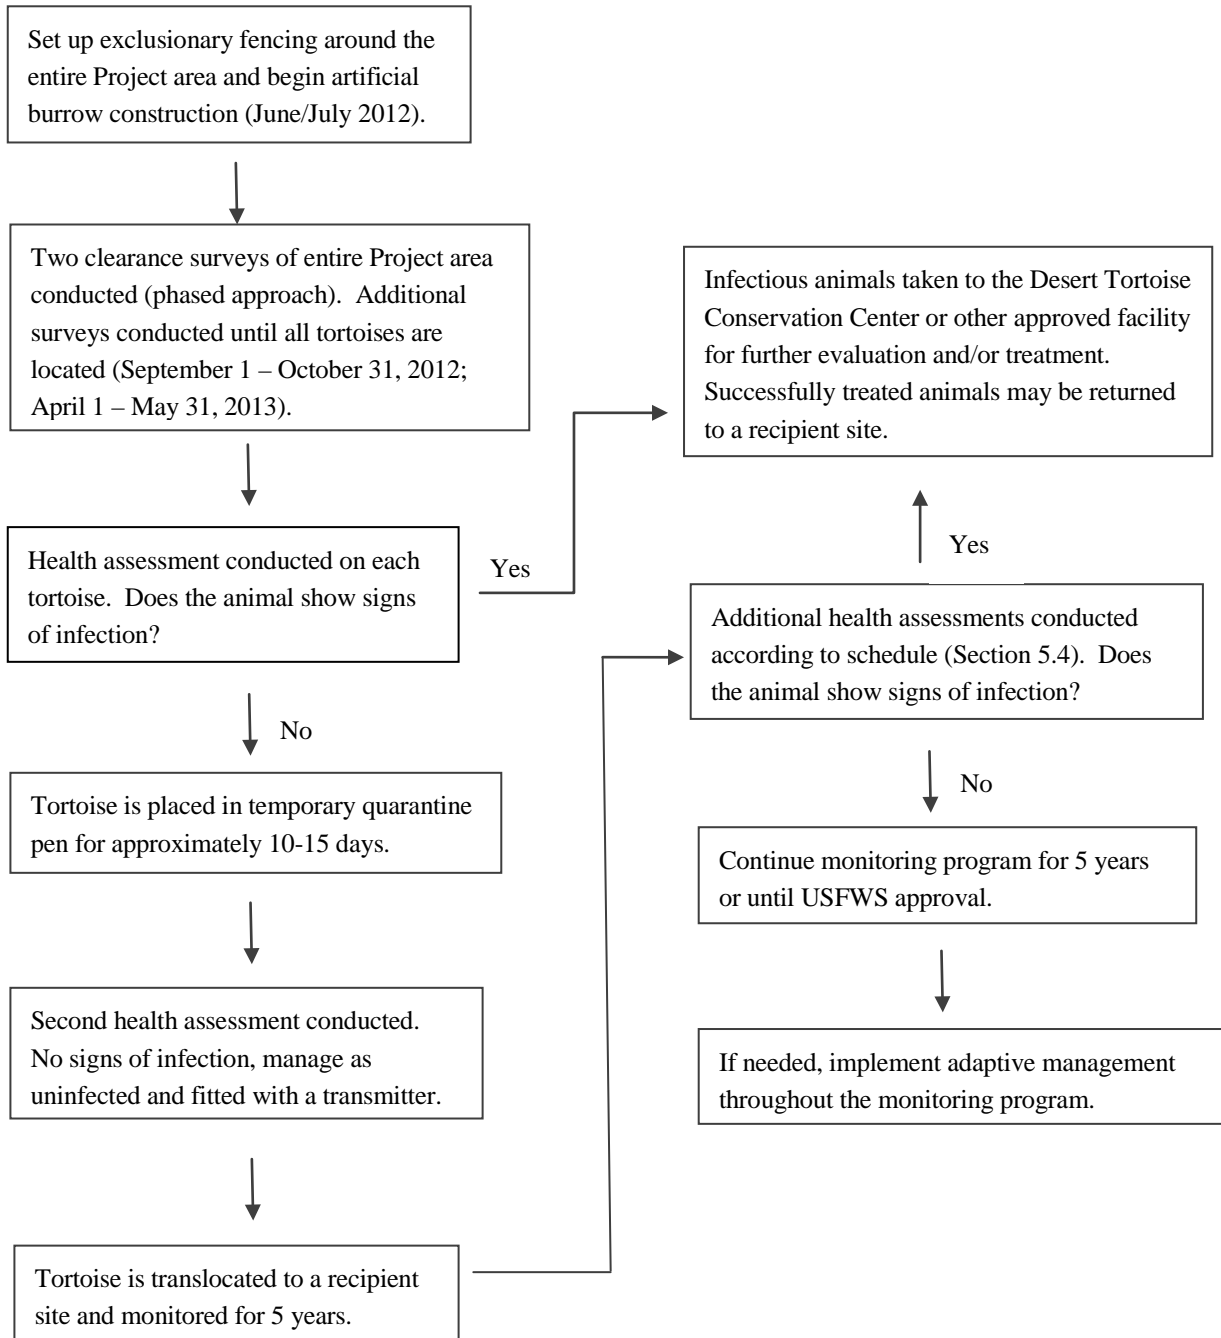 Set up exclusionary fencing around the
entire Project area and begin artificial
burrow construction (June/July 2012).
Two clearance surveys of entire Project area
conducted (phased approach).  Additional
surveys conducted until all tortoises are
located (September 1 – October 31, 2012;
April 1 – May 31, 2013).
Health assessment conducted on each
tortoise.  Does the animal show signs
of infection?
Yes
No
Tortoise is placed in temporary quarantine
pen for approximately 10-15 days.
Second health assessment conducted.
No signs of infection, manage as
uninfected and fitted with a transmitter.
Tortoise is translocated to a recipient
site and monitored for 5 years.
Infectious animals taken to the Desert Tortoise
Conservation Center or other approved facility
for further evaluation and/or treatment.
Successfully treated animals may be returned
to a recipient site.
Yes
Additional health assessments conducted
according to schedule (Section 5.4).  Does
the animal show signs of infection?
No
Continue monitoring program for 5 years
or until USFWS approval.
If needed, implement adaptive management
throughout the monitoring program.